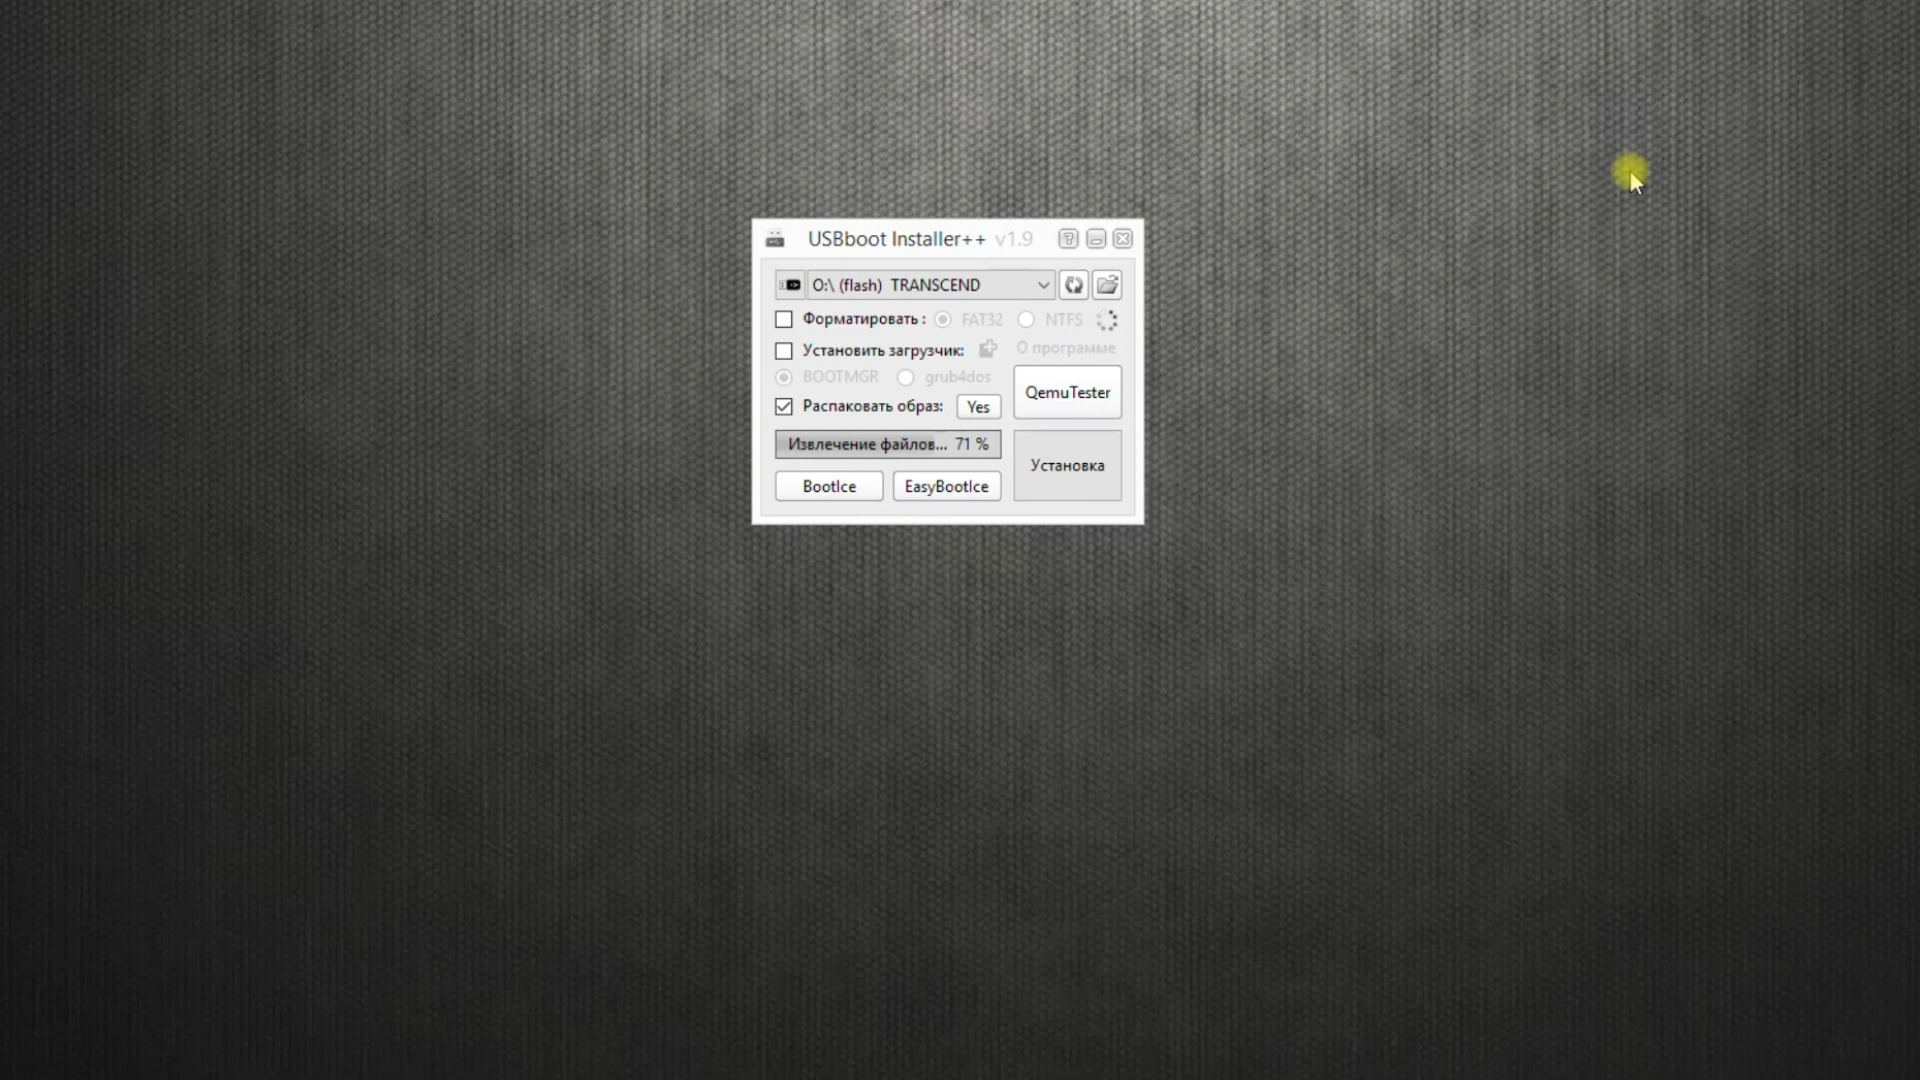 USBboot Installer++ v1.9
O:\ (flash) TRANSCEND
Форматировать : FAT32 NTFS
Установить загрузчик: О программе
BOOTMGR grub4dos
QemuTester
Распаковать образ: Yes
Извлечение файлов... 71 %
Установка
BootIce EasyBootIce